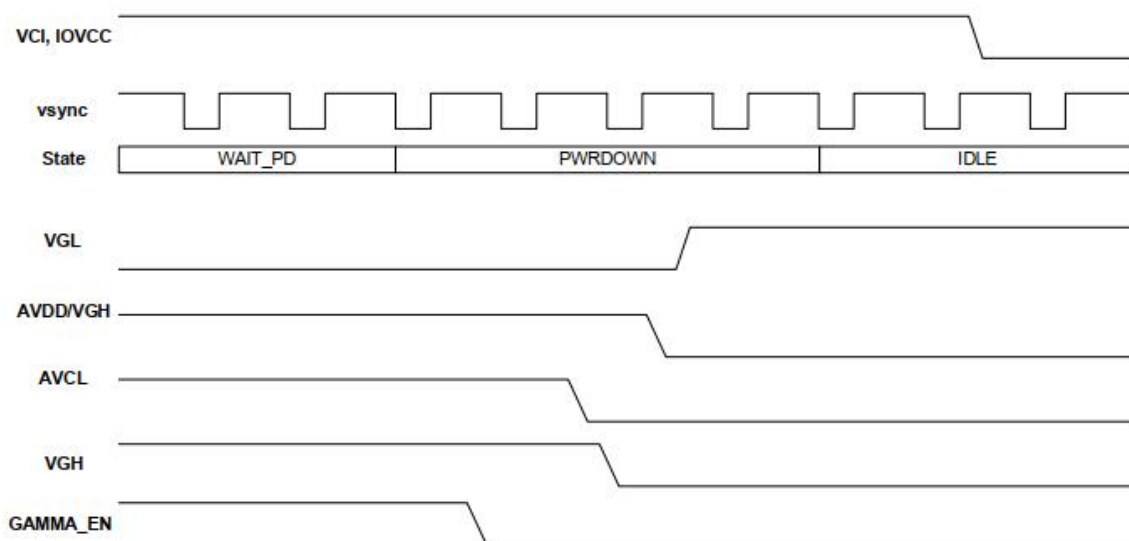 VCI, IOVCC
vsync
State WAIT_PD PWRDOWN IDLE
VGL
AVDD/VGH
AVCL
VGH
GAMMA_EN